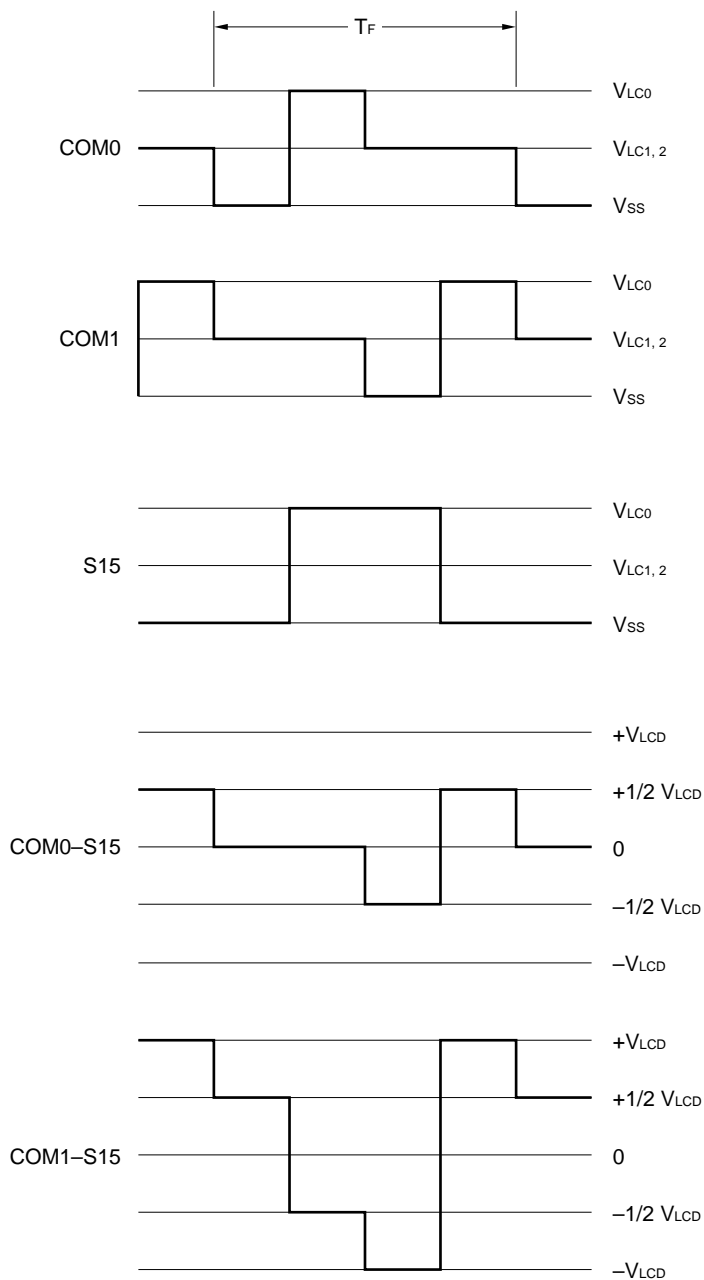 TF
COM0
VLC0
VLC1, 2
VSS
COM1
VLC0
VLC1, 2
VSS
S15
VLC0
VLC1, 2
VSS
COM0–S15
+VLCD
+1/2 VLCD
0
–1/2 VLCD
–VLCD
COM1–S15
+VLCD
+1/2 VLCD
0
–1/2 VLCD
–VLCD